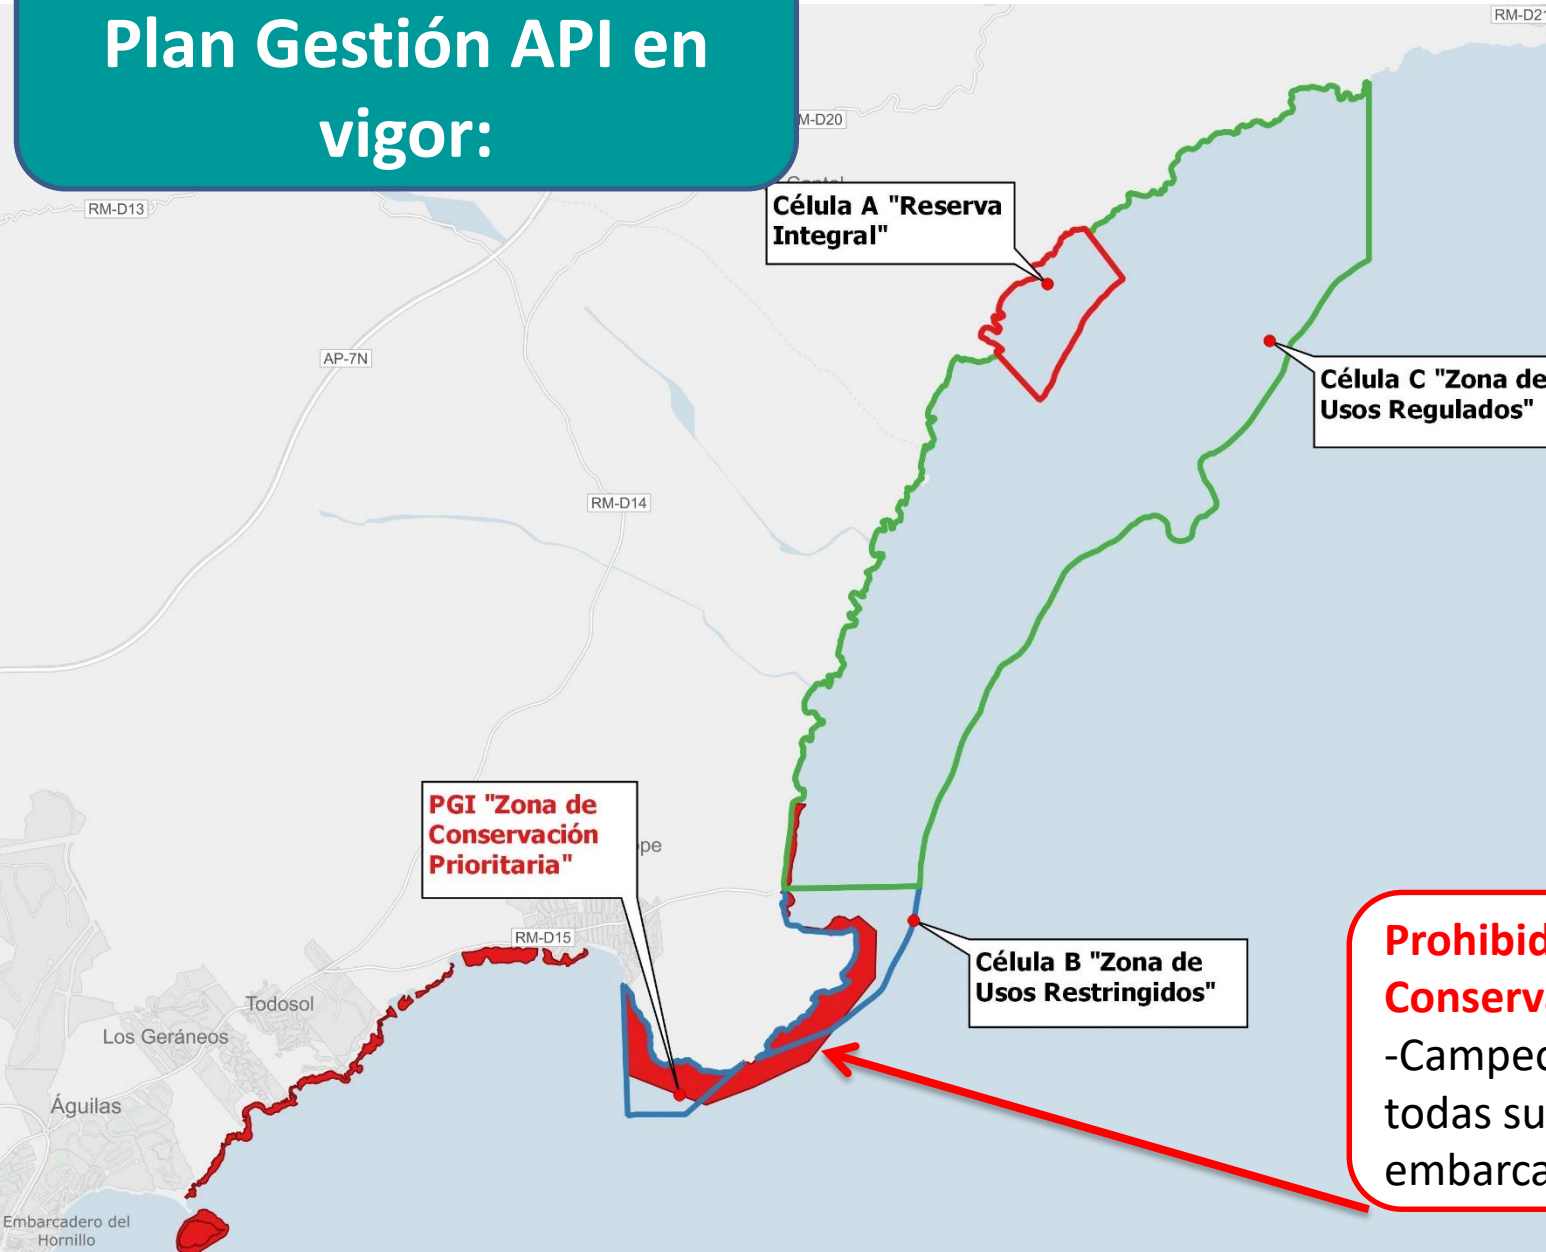 Plan Gestión API en
vigor:
RM-D21
M-D20
RM-D13
Célula A "Reserva
Integral"
AP-7N
Célula C "Zona de
Usos Regulados"
RM-D14
PGI "Zona de
Conservación
Prioritaria"
pe
RM-D15
Célula B "Zona de
Usos Restringidos"
Todosol
Los Geráneos
Águilas
Embarcadero del
Hornillo
Prohibid
Conserva
-Campeo
todas su
embarca